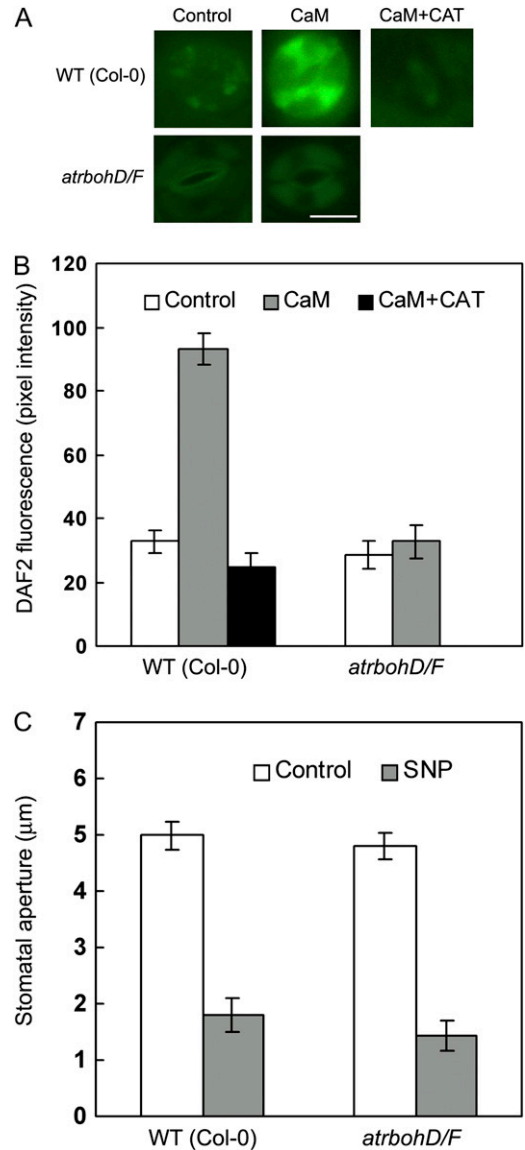 A
Control CaM CaM+CAT
WT (Col-0)
atrbohD/F
B
DAF2 fluorescence (pixel intensity)
120
100
80
60
40
20
0
Control CaM CaM+CAT
WT (Col-0) atrbohD/F
C
Stomatal aperture (μm)
7
6
5
4
3
2
1
0
Control SNP
WT (Col-0) atrbohD/F